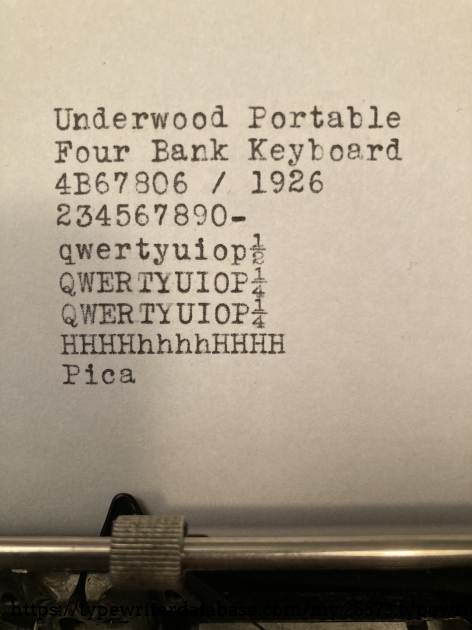 Underwood Portable
Four Bank Keyboard
4B67806 / 1926
234567890-
qwertyuiop½
QWERTYUIOP¼
QWERTYUIOP¼
HHHHhhhhHHHH
Pica